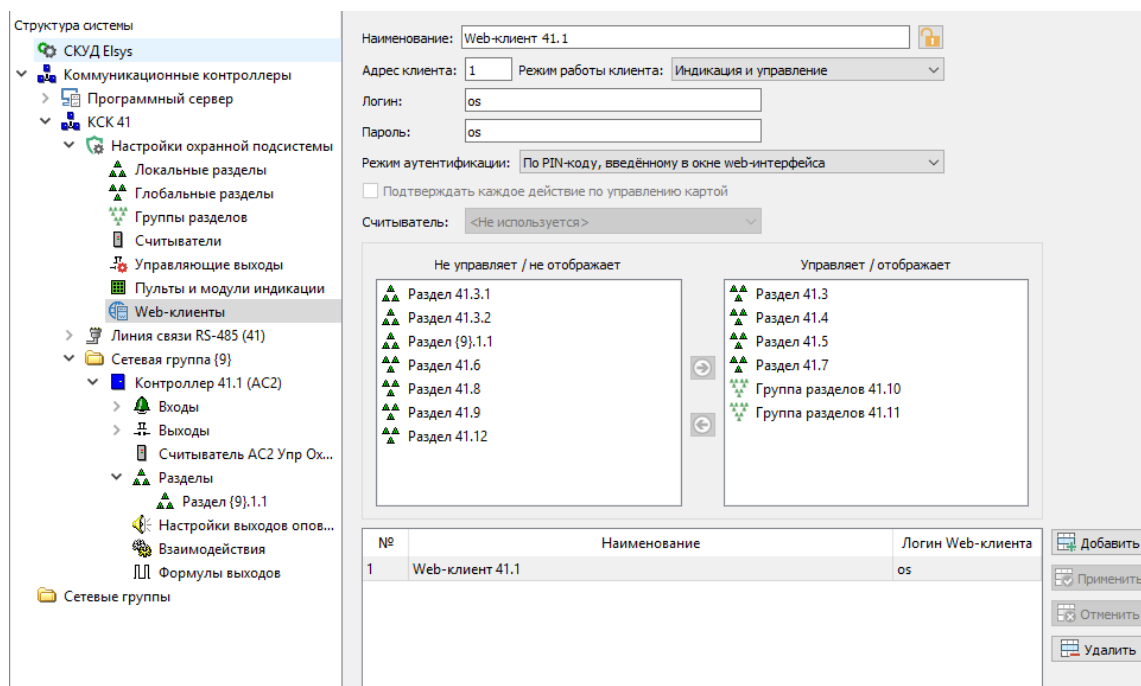 Структура системы
СКУД Elsys
Коммуникационные контроллеры
Программный сервер
КСК 41
Настройки охранной подсистемы
Локальные разделы
Глобальные разделы
Группы разделов
Считыватели
Управляющие выходы
Пульты и модули индикации
Web-клиенты
Линия связи RS-485 (41)
Сетевая группа {9}
Контроллер 41.1 (АС2)
Входы
Выходы
Считыватель АС2 Упр Ох...
Разделы
Раздел {9}.1.1
Настройки выходов опов...
Взаимодействия
Формулы выходов
Сетевые группы
Наименование: Web-клиент 41.1
Адрес клиента: 1 Режим работы клиента: Индикация и управление
Логин: os
Пароль: os
Режим аутентификации: По PIN-коду, введённому в окне web-интерфейса
Подтверждать каждое действие по управлению картой
Считыватель: <Не используется>
Не управляет / не отображает
Раздел 41.3.1
Раздел 41.3.2
Раздел {9}.1.1
Раздел 41.6
Раздел 41.8
Раздел 41.9
Раздел 41.12
Управляет / отображает
Раздел 41.3
Раздел 41.4
Раздел 41.5
Раздел 41.7
Группа разделов 41.10
Группа разделов 41.11
№ Наименование Логин Web-клиента
1 Web-клиент 41.1 os
Добавить
Применить
Отменить
Удалить